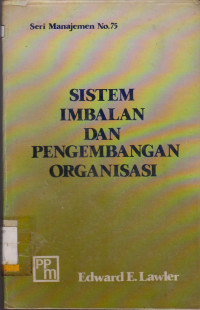 Seri Manajemen No.75
SISTEM
IMBALAN
DAN
PENGEMBANGAN
ORGANISASI
PPm
Edward E. Lawler